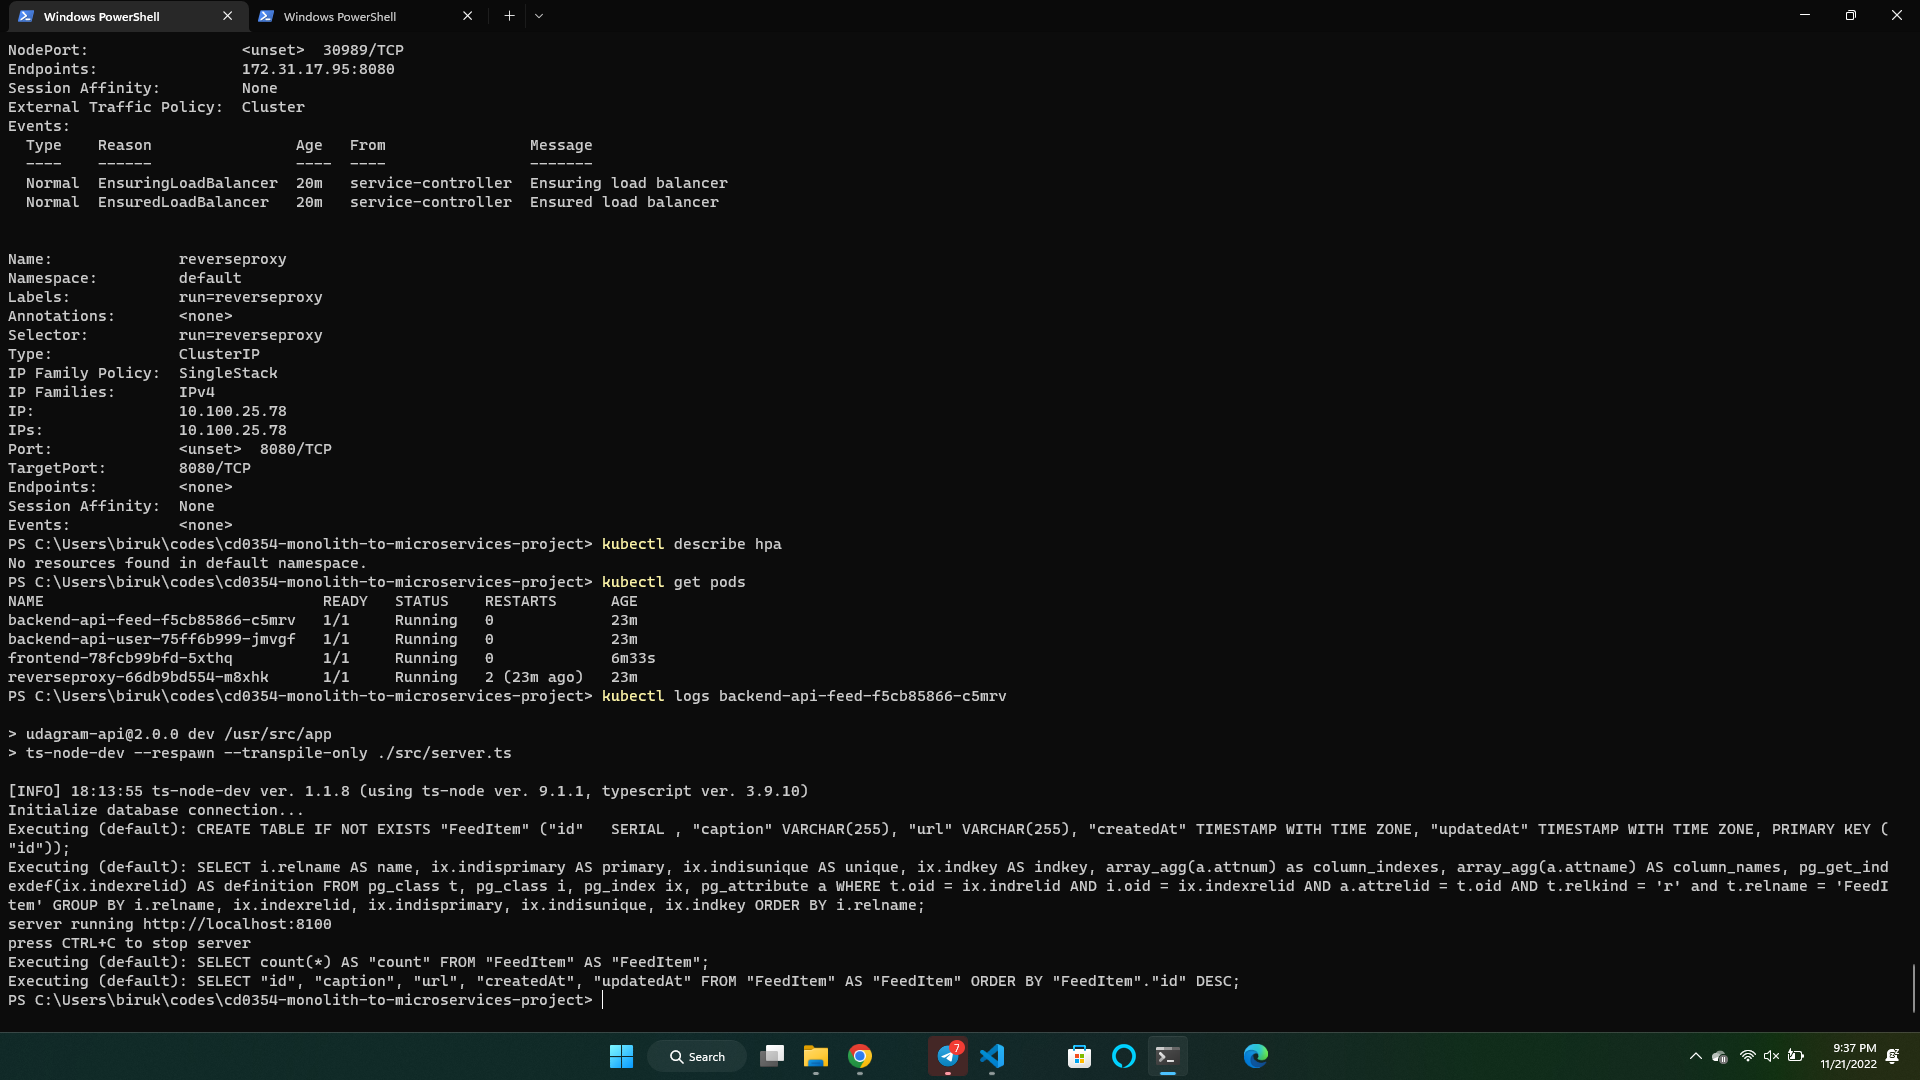 Windows PowerShell
Windows PowerShell
NodePort:                 <unset>  30989/TCP
Endpoints:                172.31.17.95:8080
Session Affinity:         None
External Traffic Policy:  Cluster
Events:
  Type    Reason                Age   From                Message
  ----    ------                ----  ----                -------
  Normal  EnsuringLoadBalancer  20m   service-controller  Ensuring load balancer
  Normal  EnsuredLoadBalancer   20m   service-controller  Ensured load balancer
Name:              reverseproxy
Namespace:         default
Labels:            run=reverseproxy
Annotations:       <none>
Selector:          run=reverseproxy
Type:              ClusterIP
IP Family Policy:  SingleStack
IP Families:       IPv4
IP:                10.100.25.78
IPs:               10.100.25.78
Port:              <unset>  8080/TCP
TargetPort:        8080/TCP
Endpoints:         <none>
Session Affinity:  None
Events:            <none>
PS C:\Users\biruk\codes\cd0354-monolith-to-microservices-project> kubectl describe hpa
No resources found in default namespace.
PS C:\Users\biruk\codes\cd0354-monolith-to-microservices-project> kubectl get pods
NAME                               READY   STATUS    RESTARTS      AGE
backend-api-feed-f5cb85866-c5mrv   1/1     Running   0             23m
backend-api-user-75ff6b999-jmvgf   1/1     Running   0             23m
frontend-78fcb99bfd-5xthq          1/1     Running   0             6m33s
reverseproxy-66db9bd554-m8xhk      1/1     Running   2 (23m ago)   23m
PS C:\Users\biruk\codes\cd0354-monolith-to-microservices-project> kubectl logs backend-api-feed-f5cb85866-c5mrv
> udagram-api@2.0.0 dev /usr/src/app
> ts-node-dev --respawn --transpile-only ./src/server.ts
[INFO] 18:13:55 ts-node-dev ver. 1.1.8 (using ts-node ver. 9.1.1, typescript ver. 3.9.10)
Initialize database connection...
Executing (default): CREATE TABLE IF NOT EXISTS "FeedItem" ("id"   SERIAL , "caption" VARCHAR(255), "url" VARCHAR(255), "createdAt" TIMESTAMP WITH TIME ZONE, "updatedAt" TIMESTAMP WITH TIME ZONE, PRIMARY KEY (
"id"));
Executing (default): SELECT i.relname AS name, ix.indisprimary AS primary, ix.indisunique AS unique, ix.indkey AS indkey, array_agg(a.attnum) as column_indexes, array_agg(a.attname) AS column_names, pg_get_ind
exdef(ix.indexrelid) AS definition FROM pg_class t, pg_class i, pg_index ix, pg_attribute a WHERE t.oid = ix.indrelid AND i.oid = ix.indexrelid AND a.attrelid = t.oid AND t.relkind = 'r' and t.relname = 'FeedI
tem' GROUP BY i.relname, ix.indexrelid, ix.indisprimary, ix.indisunique, ix.indkey ORDER BY i.relname;
server running http://localhost:8100
press CTRL+C to stop server
Executing (default): SELECT count(*) AS "count" FROM "FeedItem" AS "FeedItem";
Executing (default): SELECT "id", "caption", "url", "createdAt", "updatedAt" FROM "FeedItem" AS "FeedItem" ORDER BY "FeedItem"."id" DESC;
PS C:\Users\biruk\codes\cd0354-monolith-to-microservices-project>
Search
7
9:37 PM
11/21/2022